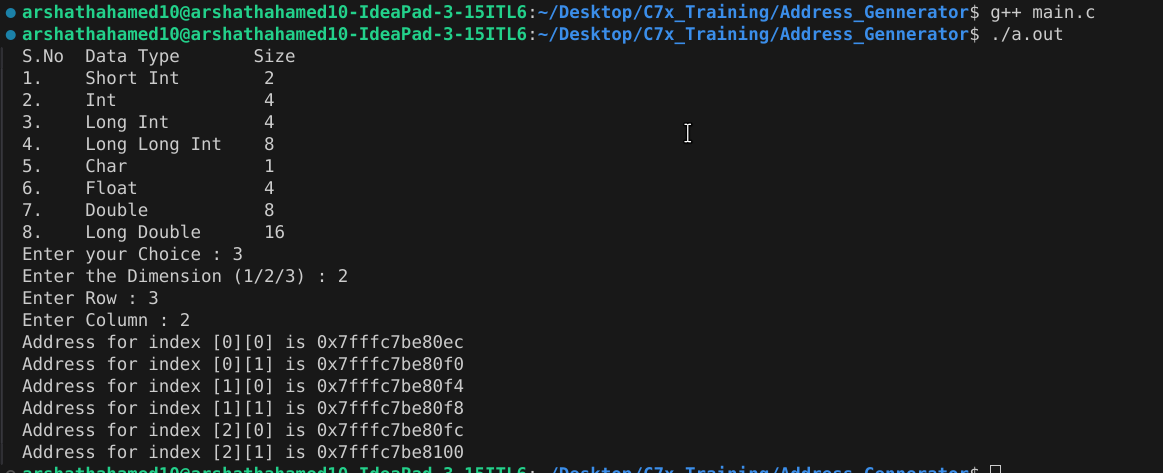 arshathahamed10@arshathahamed10-IdeaPad-3-15ITL6:~/Desktop/C7x_Training/Address_Gennerator$ g++ main.c
arshathahamed10@arshathahamed10-IdeaPad-3-15ITL6:~/Desktop/C7x_Training/Address_Gennerator$ ./a.out
S.No  Data Type       Size
1.    Short Int        2
2.    Int              4
3.    Long Int         4
4.    Long Long Int    8
5.    Char             1
6.    Float            4
7.    Double           8
8.    Long Double      16
Enter your Choice : 3
Enter the Dimension (1/2/3) : 2
Enter Row : 3
Enter Column : 2
Address for index [0][0] is 0x7fffc7be80ec
Address for index [0][1] is 0x7fffc7be80f0
Address for index [1][0] is 0x7fffc7be80f4
Address for index [1][1] is 0x7fffc7be80f8
Address for index [2][0] is 0x7fffc7be80fc
Address for index [2][1] is 0x7fffc7be8100
arshathahamed10@arshathahamed10-IdeaPad-3-15ITL6:~/Desktop/C7x_Training/Address_Gennerator$